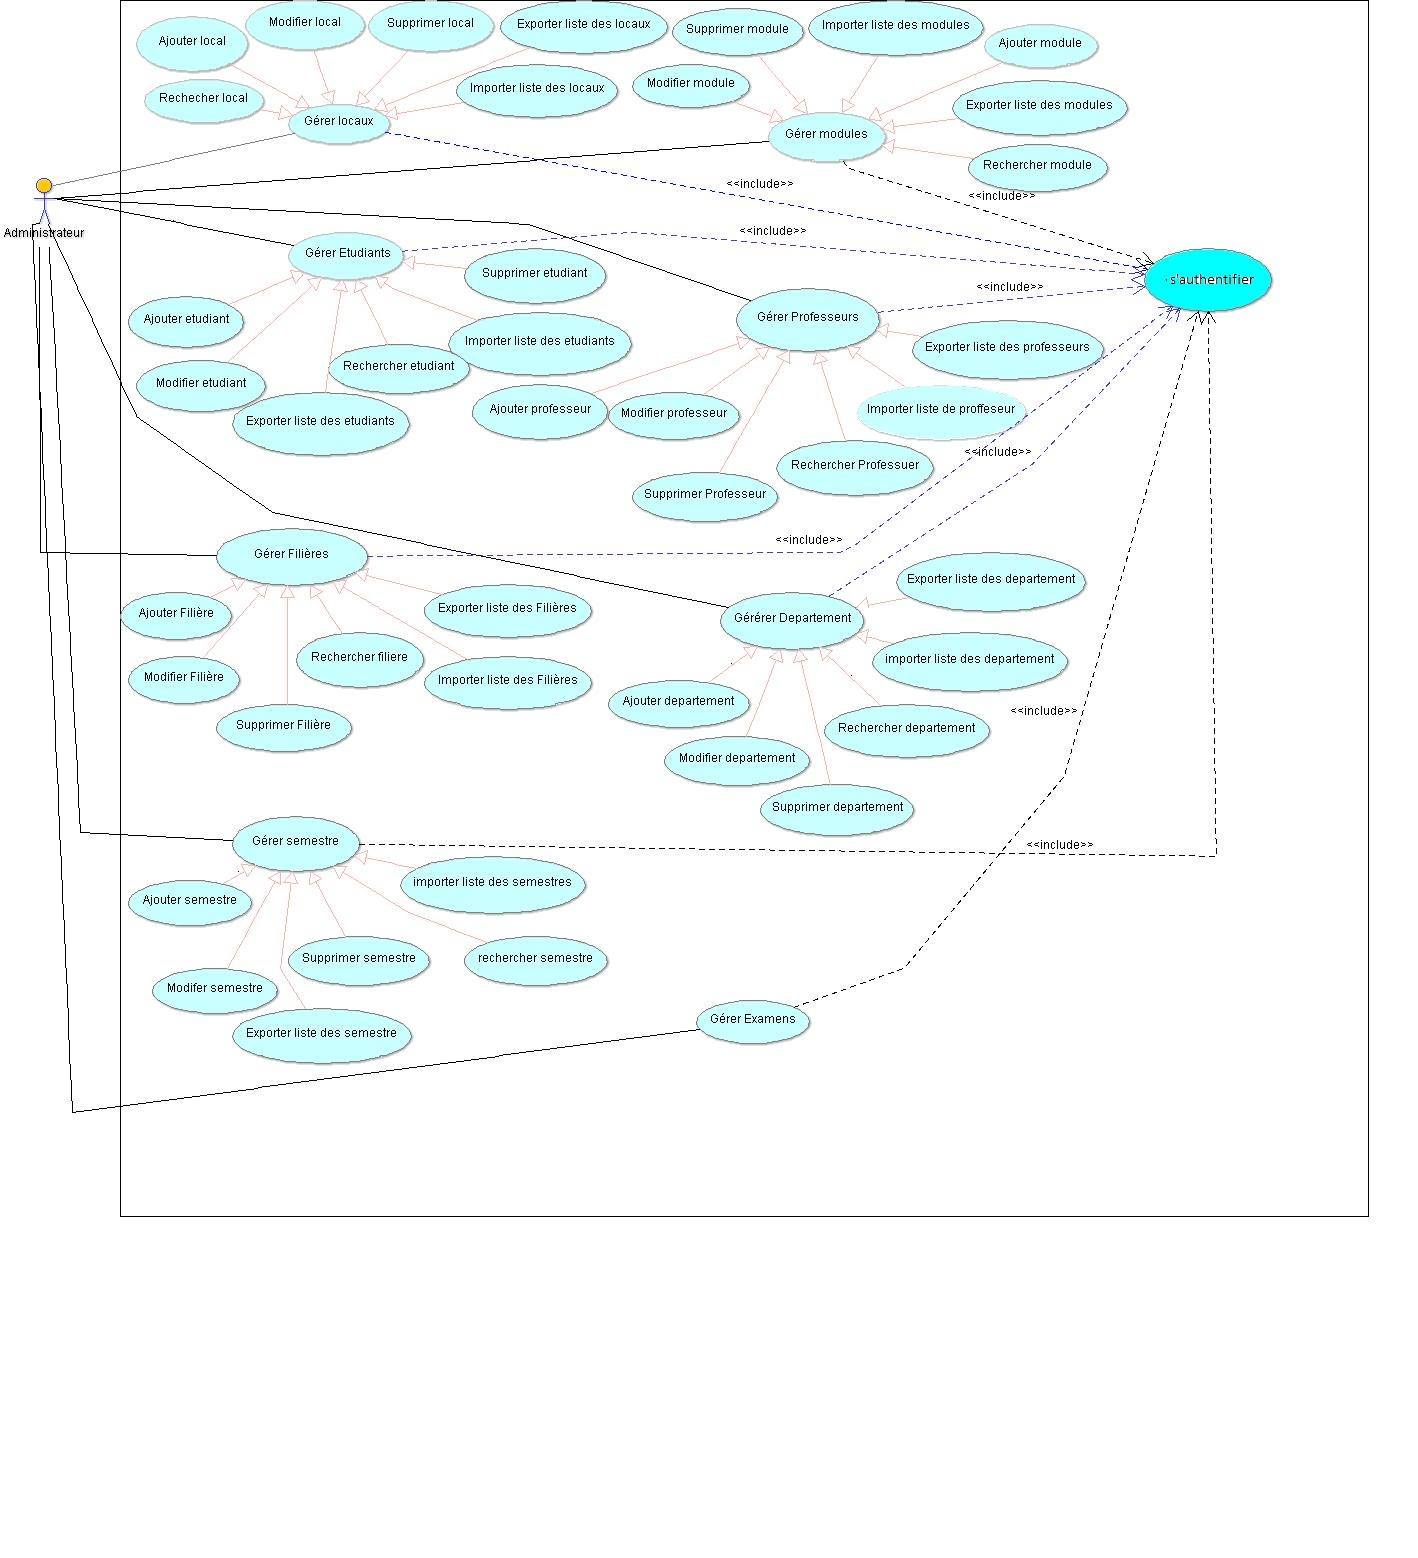 Modifier local
Supprimer local
Exporter liste des locaux
Supprimer module
Importer liste des modules
Ajouter local
Ajouter module
Rechecher local
Importer liste des locaux
Modifier module
Exporter liste des modules
Gérer locaux
Gérer modules
Rechercher module
<<include>>
<<include>>
Administrateur
<<include>>
Gérer Etudiants
Supprimer etudiant
s'authentifier
<<include>>
Ajouter etudiant
Gérer Professeurs
Importer liste des etudiants
Exporter liste des professeurs
Rechercher etudiant
Modifier etudiant
Ajouter professeur
Modifier professeur
Importer liste de proffeseur
Exporter liste des etudiants
<<include>>
Rechercher Professuer
Supprimer Professeur
<<include>>
Gérer Filières
Exporter liste des departement
Ajouter Filière
Exporter liste des Filières
Gérérer Departement
Rechercher filiere
importer liste des departement
Modifier Filière
Importer liste des Filières
Ajouter departement
<<include>>
Supprimer Filière
Rechercher departement
Modifier departement
Supprimer departement
Gérer semestre
<<include>>
importer liste des semestres
Ajouter semestre
Supprimer semestre
rechercher semestre
Modifer semestre
Gérer Examens
Exporter liste des semestre